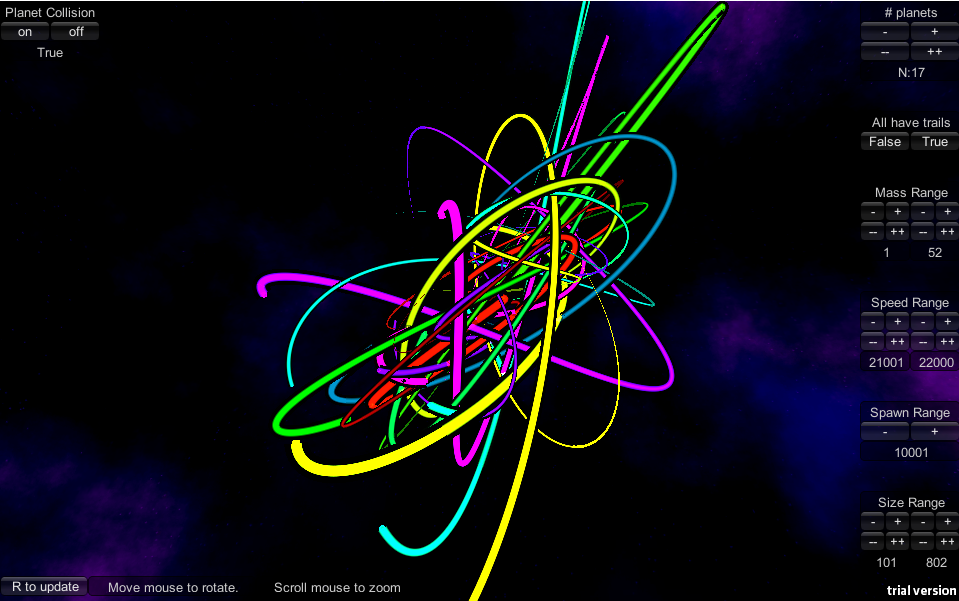 Planet Collision
on off
True
# planets
- +
-- ++
N:17
All have trails
False True
Mass Range
- + - +
-- ++ -- ++
1 52
Speed Range
- + - +
-- ++ -- ++
21001 22000
Spawn Range
- +
10001
Size Range
- + - +
-- ++ -- ++
101 802
R to update Move mouse to rotate. Scroll mouse to zoom
trial version